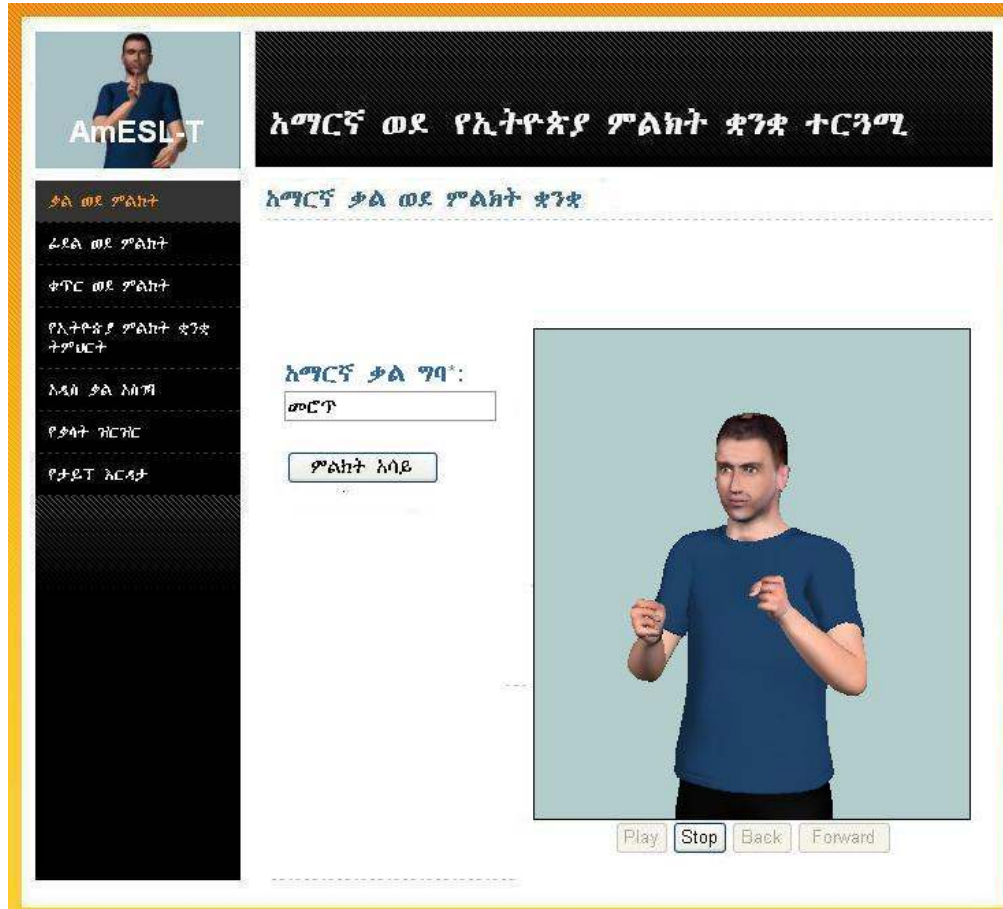 AmESL-T
አማርኛ ወደ የኢትዮጵያ ምልክት ቋንቋ ተርጓሚ
ቃል ወደ ምልክት
ፊደል ወደ ምልክት
ቀጥር ወደ ምልክት
የኢትዮጵያ ምልክት ቋንቋ
ትምህርት
አዲስ ቃል አስገባ
የቃላት ዝርዝር
የታይፕ እርዳታ
አማርኛ ቃል ወደ ምልክት ቋንቋ
አማርኛ ቃል ግባ*:
መሮጥ
ምልክት አሳይ
Play Stop Back Forward